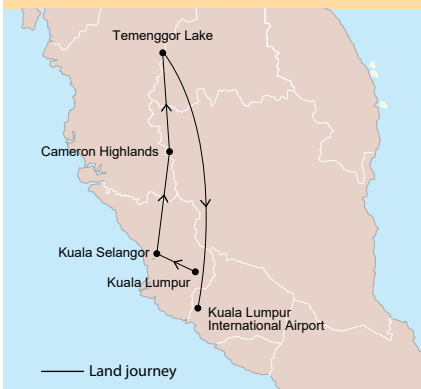 Temenggor Lake
Cameron Highlands
Kuala Selangor
Kuala Lumpur
Kuala Lumpur
International Airport
Land journey